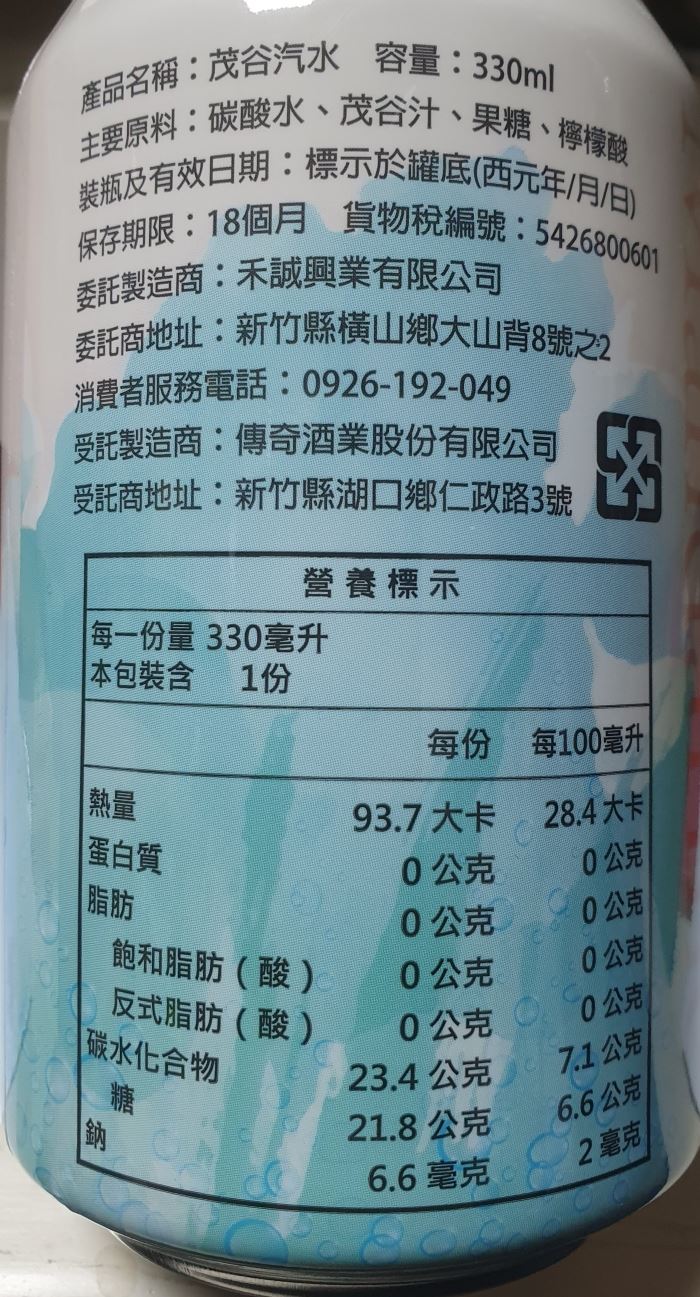 產品名稱：茂谷汽水 容量：330ml
主要原料：碳酸水、茂谷汁、果糖、檸檬酸
裝瓶及有效日期：標示於罐底(西元年/月/日)
保存期限：18個月 貨物稅編號：5426800601
委託製造商：禾誠興業有限公司
委託商地址：新竹縣橫山鄉大山背8號之2
消費者服務電話：0926-192-049
受託製造商：傳奇酒業股份有限公司
受託商地址：新竹縣湖口鄉仁政路3號
營養標示
每一份量 330毫升
本包裝含 1份
每份 每100毫升
熱量 93.7 大卡 28.4 大卡
蛋白質 0 公克 0 公克
脂肪 0 公克 0 公克
飽和脂肪(酸) 0 公克 0 公克
反式脂肪(酸) 0 公克 0 公克
碳水化合物 23.4 公克 7.1 公克
糖 21.8 公克 6.6 公克
鈉 6.6 毫克 2 毫克